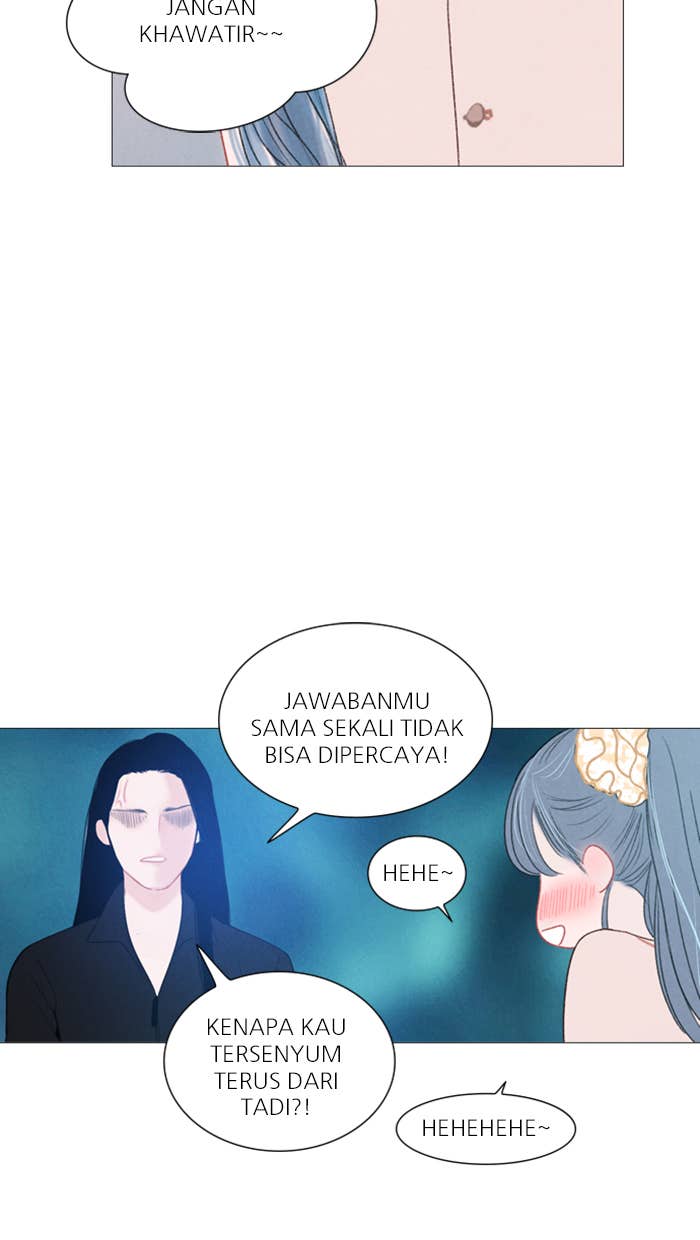 JANGAN
KHAWATIR~~
JAWABANMU
SAMA SEKALI TIDAK
BISA DIPERCAYA!
HEHE~
KENAPA KAU
TERSENYUM
TERUS DARI
TADI?!
HEHEHEHE~